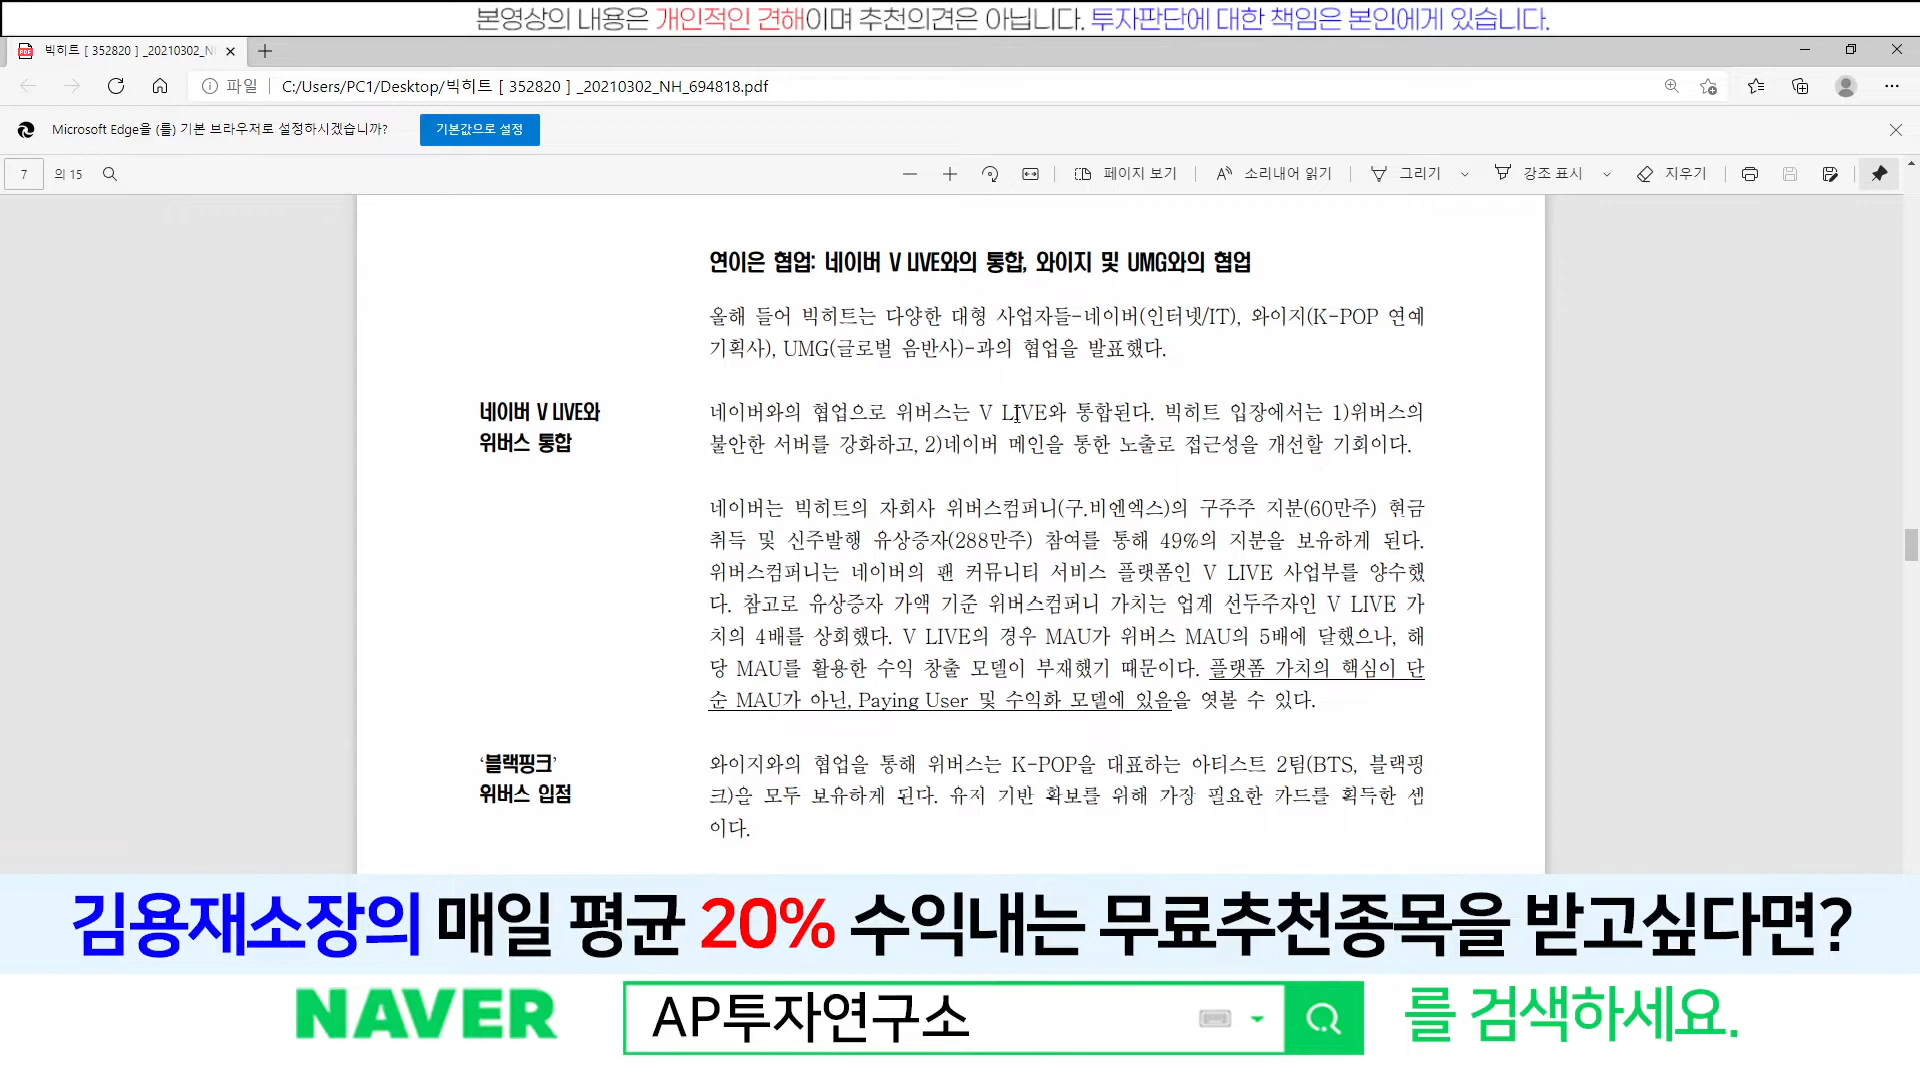 본영상의 내용은 개인적인 견해이며 추천의견은 아닙니다. 투자판단에 대한 책임은 본인에게 있습니다.
빅히트 [ 352820 ] _20210302_NH
파일 C:/Users/PC1/Desktop/빅히트 [ 352820 ] _20210302_NH_694818.pdf
Microsoft Edge을 (를) 기본 브라우저로 설정하시겠습니까? 기본값으로 설정
7 의 15 페이지 보기 소리내어 읽기 그리기 강조 표시 지우기
연이은 협업: 네이버 V LIVE와의 통합, 와이지 및 UMG와의 협업
올해 들어 빅히트는 다양한 대형 사업자들-네이버(인터넷/IT), 와이지(K-POP 연예
기획사), UMG(글로벌 음반사)-과의 협업을 발표했다.
네이버 V LIVE와
위버스 통합
네이버와의 협업으로 위버스는 V LIVE와 통합된다. 빅히트 입장에서는 1)위버스의
불안한 서버를 강화하고, 2)네이버 메인을 통한 노출로 접근성을 개선할 기회이다.
네이버는 빅히트의 자회사 위버스컴퍼니(구.비엔엑스)의 구주주 지분(60만주) 현금
취득 및 신주발행 유상증자(288만주) 참여를 통해 49%의 지분을 보유하게 된다.
위버스컴퍼니는 네이버의 팬 커뮤니티 서비스 플랫폼인 V LIVE 사업부를 양수했
다. 참고로 유상증자 가액 기준 위버스컴퍼니 가치는 업계 선두주자인 V LIVE 가
치의 4배를 상회했다. V LIVE의 경우 MAU가 위버스 MAU의 5배에 달했으나, 해
당 MAU를 활용한 수익 창출 모델이 부재했기 때문이다. 플랫폼 가치의 핵심이 단
순 MAU가 아닌, Paying User 및 수익화 모델에 있음을 엿볼 수 있다.
‘블랙핑크’
위버스 입점
와이지와의 협업을 통해 위버스는 K-POP을 대표하는 아티스트 2팀(BTS, 블랙핑
크)을 모두 보유하게 된다. 유저 기반 확보를 위해 가장 필요한 카드를 획득한 셈
이다.
김용재소장의 매일 평균 20% 수익내는 무료추천종목을 받고싶다면?
NAVER AP투자연구소 를 검색하세요.